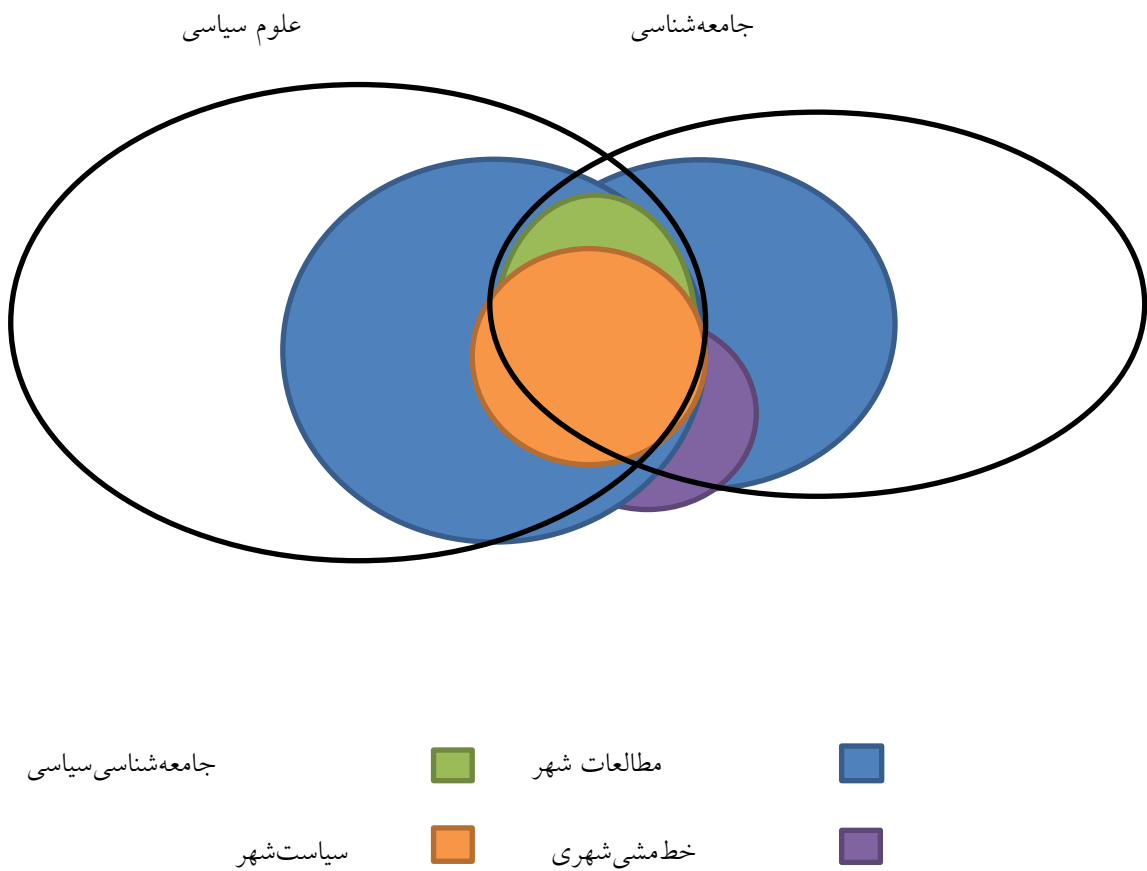 جامعه‌شناسی
علوم سیاسی
مطالعات شهر
جامعه‌شناسی‌سیاسی
خط‌مشی‌شهری
سیاست‌شهر